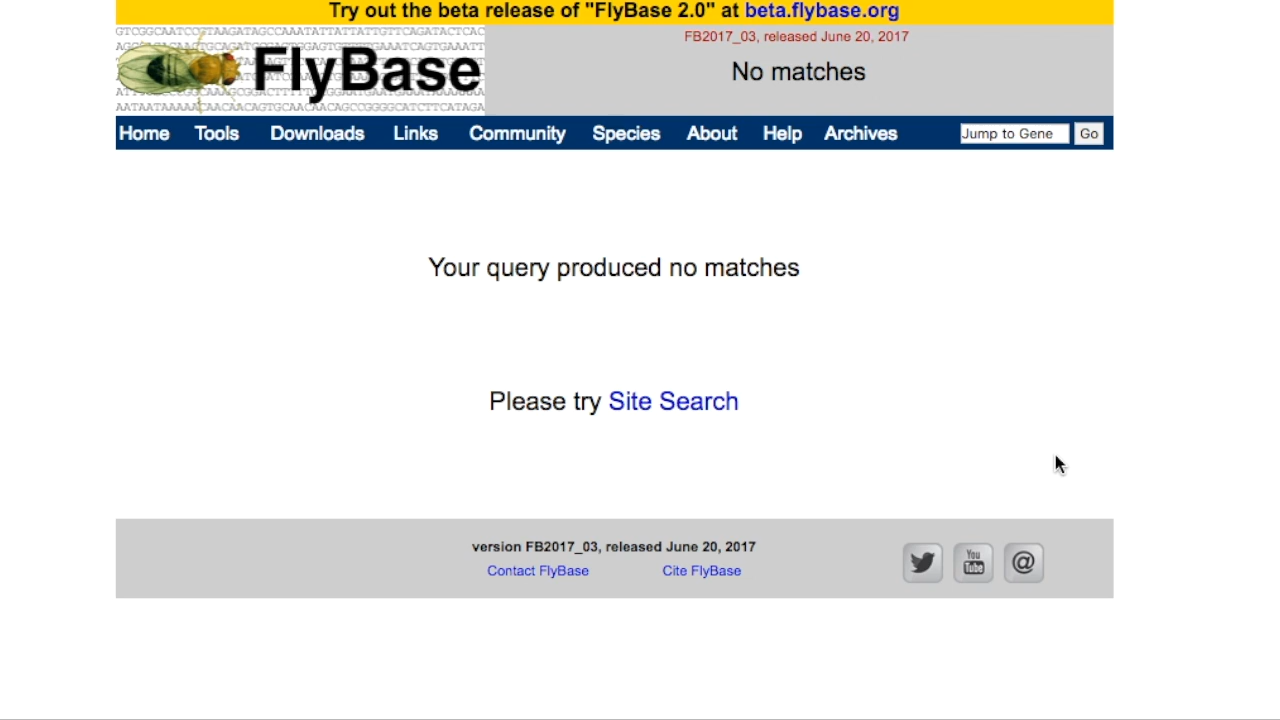 Try out the beta release of "FlyBase 2.0" at beta.flybase.org
FB2017_03, released June 20, 2017
FlyBase
No matches
Home Tools Downloads Links Community Species About Help Archives Jump to Gene Go
Your query produced no matches
Please try Site Search
version FB2017_03, released June 20, 2017
Contact FlyBase Cite FlyBase
You
Tube
@